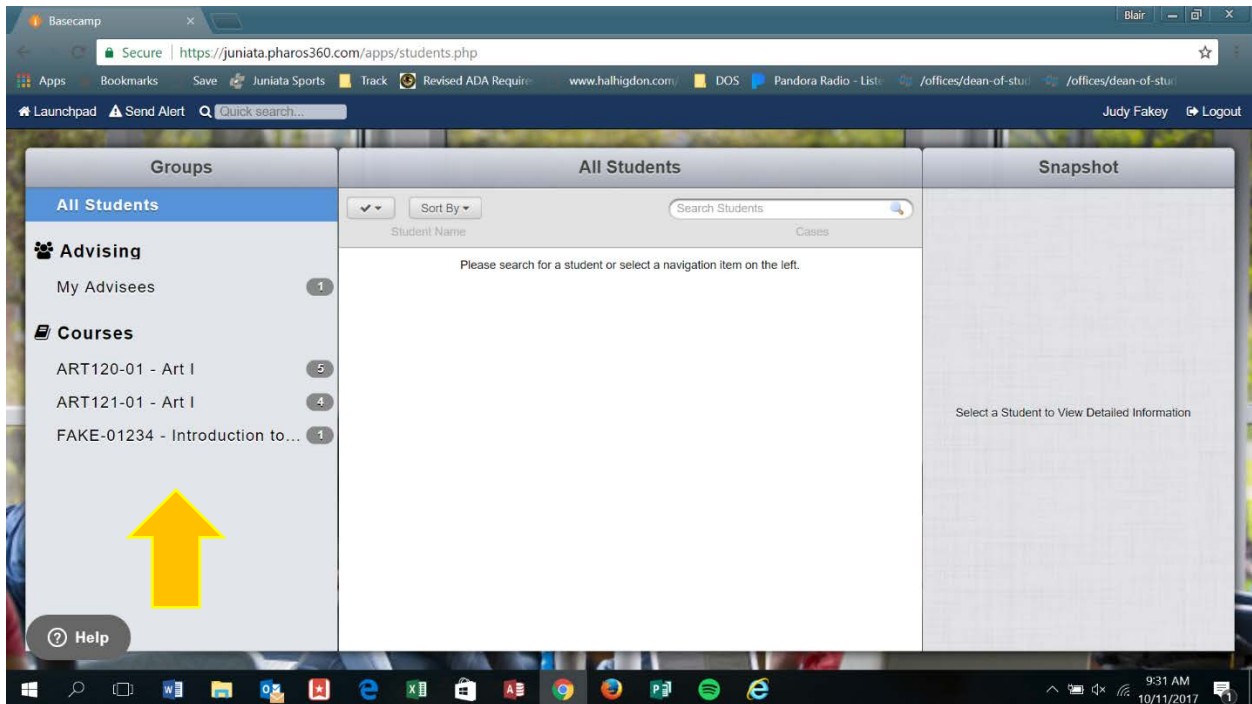 Basecamp
Blair
Secure | https://juniata.pharos360.com/apps/students.php
Apps Bookmarks Save Juniata Sports Track Revised ADA Require www.halhigdon.com/ DOS Pandora Radio - Liste /offices/dean-of-stud /offices/dean-of-stud
Launchpad Send Alert Quick search... Judy Fakey Logout
Groups All Students Snapshot
All Students Sort By Search Students
Student Name Cases
Please search for a student or select a navigation item on the left.
Advising
My Advisees 1
Courses
ART120-01 - Art I 5
ART121-01 - Art I 4
FAKE-01234 - Introduction to... 1
Select a Student to View Detailed Information
Help
9:31 AM
10/11/2017